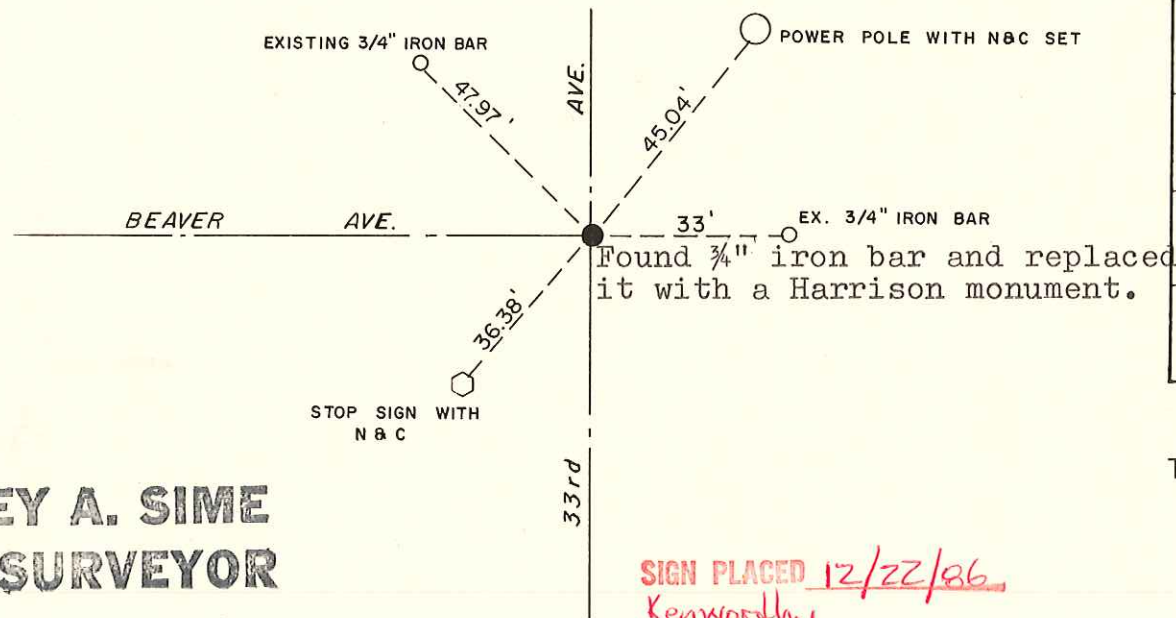 EXISTING 3/4" IRON BAR
POWER POLE WITH N&C SET
AVE.
47.97'
45.04'
BEAVER AVE.
33'
EX. 3/4" IRON BAR
Found ¾" iron bar and replaced
it with a Harrison monument.
36.38'
STOP SIGN WITH
N & C
33rd
EY A. SIME
SURVEYOR
SIGN PLACED 12/22/86
Kenworthy
T